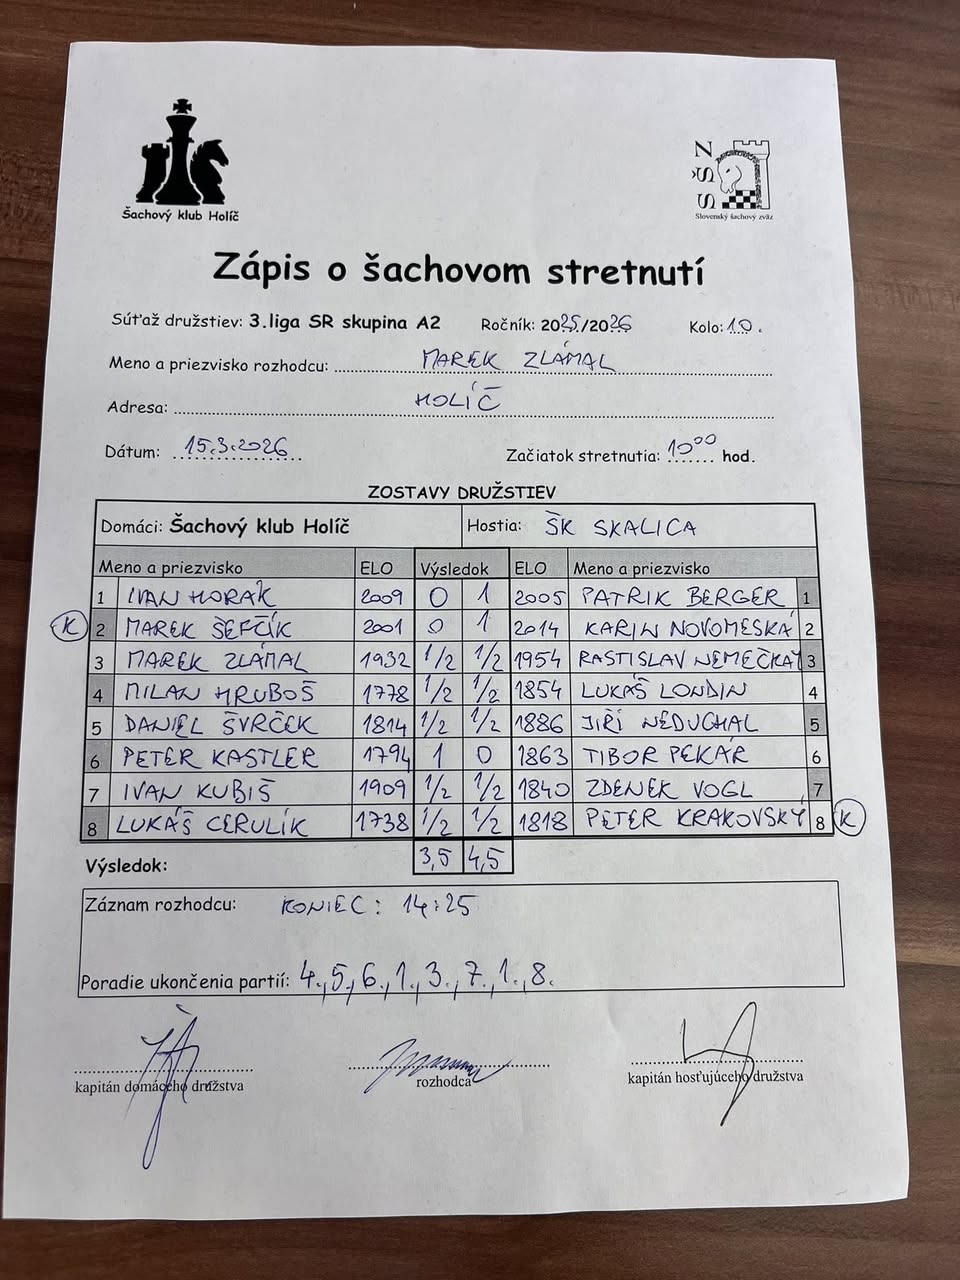 Šachový klub Holíč
SŠZ
Slovenský šachový zväz
Zápis o šachovom stretnutí
Súťaž družstiev: 3.liga SR skupina A2 Ročník: 2025/2026 Kolo: 10.
Meno a priezvisko rozhodcu: MAREK ZLÁMAL
Adresa: HOLÍČ
Dátum: 15.3.2026 Začiatok stretnutia: 10⁰⁰ hod.
ZOSTAVY DRUŽSTIEV
Domáci: Šachový klub Holíč Hostia: ŠK SKALICA
Meno a priezvisko ELO Výsledok ELO Meno a priezvisko
1 IVAN HORÁK 2009 0 1 2005 PATRIK BERGER 1
K 2 MAREK ŠEFČÍK 2001 0 1 2014 KARIN NOVOMESKÁ 2
3 MAREK ZLÁMAL 1932 1/2 1/2 1954 RASTISLAV NEMEČKAY 3
4 MILAN HRUBOŠ 1778 1/2 1/2 1854 LUKÁŠ LONDIN 4
5 DANIEL ŠVRČEK 1814 1/2 1/2 1886 JIŘÍ NEDUCHAL 5
6 PETER KASTLER 1794 1 0 1863 TIBOR PEKÁR 6
7 IVAN KUBIŠ 1909 1/2 1/2 1840 ZDENEK VOGL 7
8 LUKÁŠ CERULÍK 1738 1/2 1/2 1818 PETER KRAKOVSKÝ 8 K
Výsledok: 3,5 4,5
Záznam rozhodcu: KONIEC: 14:25
Poradie ukončenia partií: 4., 5., 6., 1., 3., 7., 1., 8.
kapitán domáceho družstva rozhodca kapitán hosťujúceho družstva